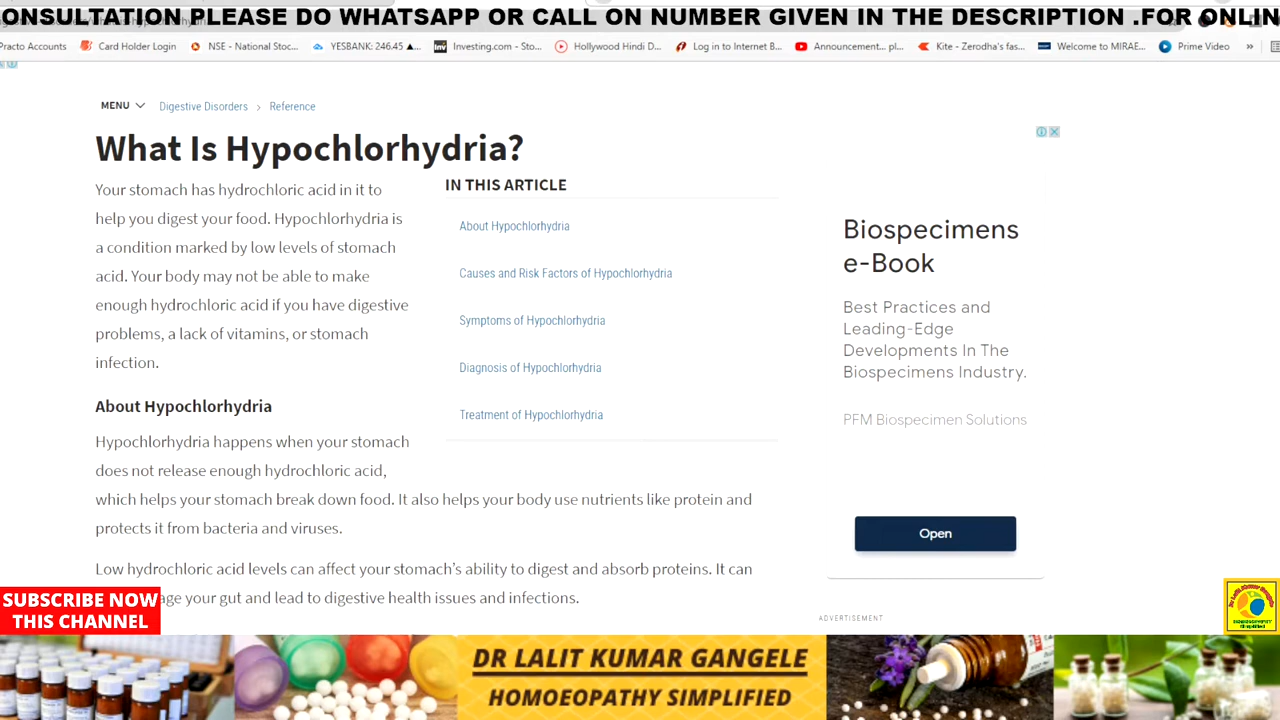 ONSULTATION PLEASE DO WHATSAPP OR CALL ON NUMBER GIVEN IN THE DESCRIPTION .FOR ONLIN
Practo Accounts Card Holder Login NSE - National Stoc... YESBANK: 246.45 ▲... Investing.com - Sto... Hollywood Hindi D... Log in to Internet B... Announcement... pl... Kite - Zerodha's fas... Welcome to MIRAE... Prime Video »
MENU Digestive Disorders > Reference
What Is Hypochlorhydria?
Your stomach has hydrochloric acid in it to
help you digest your food. Hypochlorhydria is
a condition marked by low levels of stomach
acid. Your body may not be able to make
enough hydrochloric acid if you have digestive
problems, a lack of vitamins, or stomach
infection.
IN THIS ARTICLE
About Hypochlorhydria
Causes and Risk Factors of Hypochlorhydria
Symptoms of Hypochlorhydria
Diagnosis of Hypochlorhydria
Treatment of Hypochlorhydria
About Hypochlorhydria
Hypochlorhydria happens when your stomach
does not release enough hydrochloric acid,
which helps your stomach break down food. It also helps your body use nutrients like protein and
protects it from bacteria and viruses.
Low hydrochloric acid levels can affect your stomach's ability to digest and absorb proteins. It can
age your gut and lead to digestive health issues and infections.
Biospecimens
e-Book
Best Practices and
Leading-Edge
Developments In The
Biospecimens Industry.
PFM Biospecimen Solutions
Open
ADVERTISEMENT
SUBSCRIBE NOW
THIS CHANNEL
DR LALIT KUMAR GANGELE
HOMOEOPATHY SIMPLIFIED